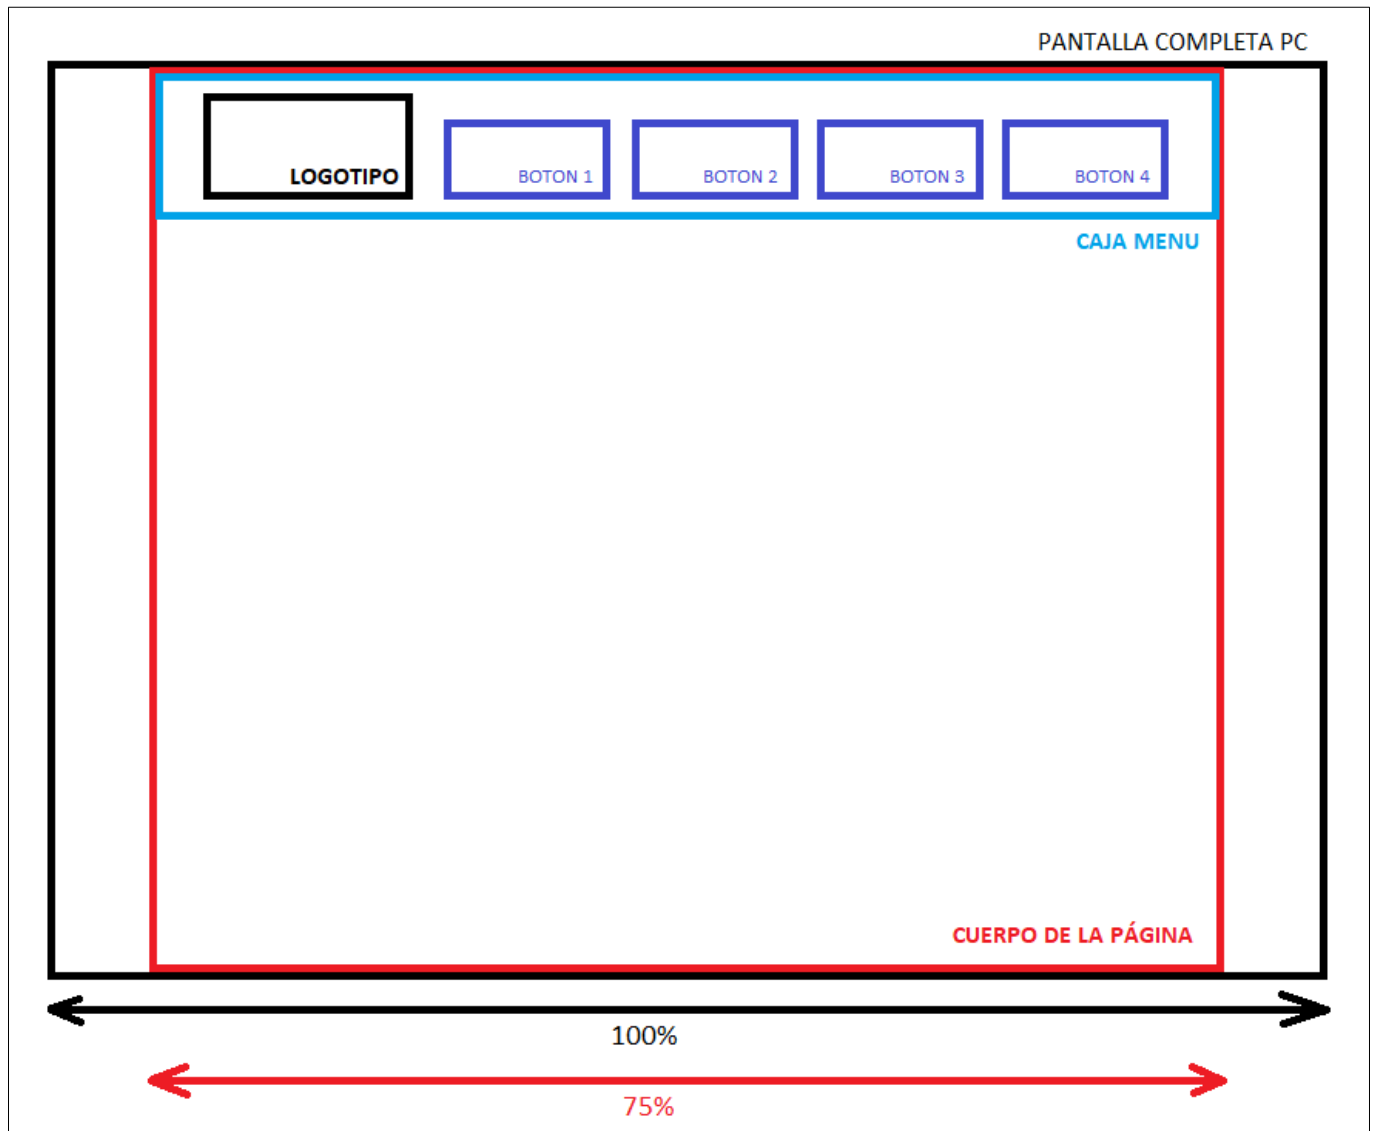 PANTALLA COMPLETA PC
LOGOTIPO
BOTON 1
BOTON 2
BOTON 3
BOTON 4
CAJA MENU
CUERPO DE LA PÁGINA
100%
75%